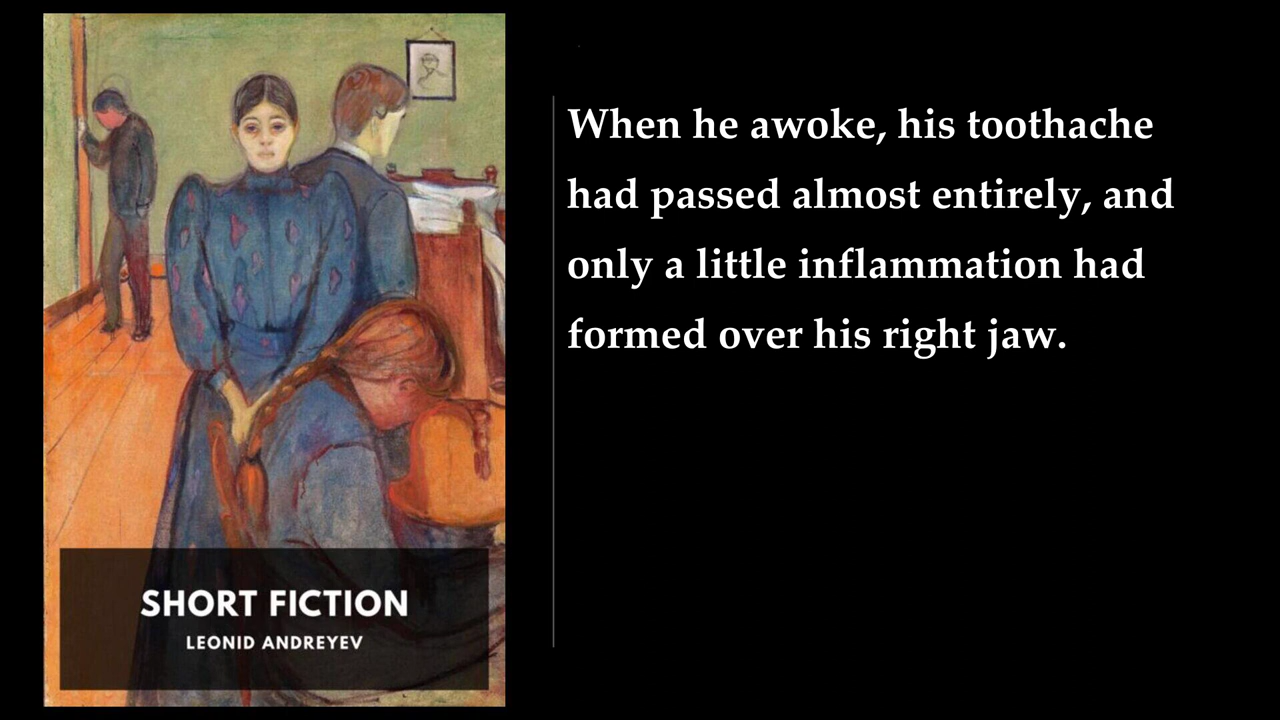 When he awoke, his toothache
had passed almost entirely, and
only a little inflammation had
formed over his right jaw.
SHORT FICTION
LEONID ANDREYEV